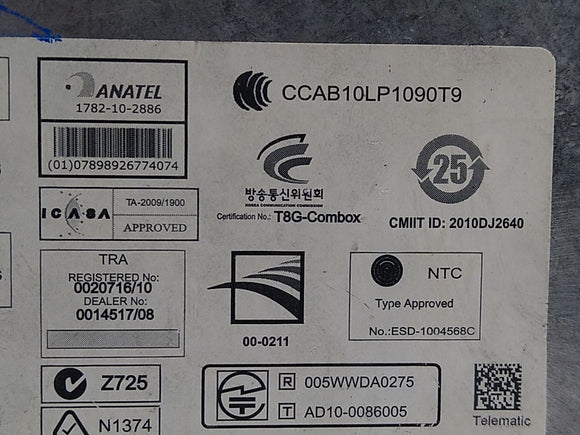 ANATEL
1782-10-2886
(01)07898926774074
CCAB10LP1090T9
방송통신위원회
KOREA COMMUNICATIONS COMMISSION
Certification No.: T8G-Combox
25
CMIIT ID: 2010DJ2640
ICASA
TA-2009/1900
APPROVED
TRA
REGISTERED No:
0020716/10
DEALER No:
0014517/08
00-0211
NTC
Type Approved
No.:ESD-1004568C
Z725
N1374
R 005WWDA0275
T AD10-0086005
Telematic